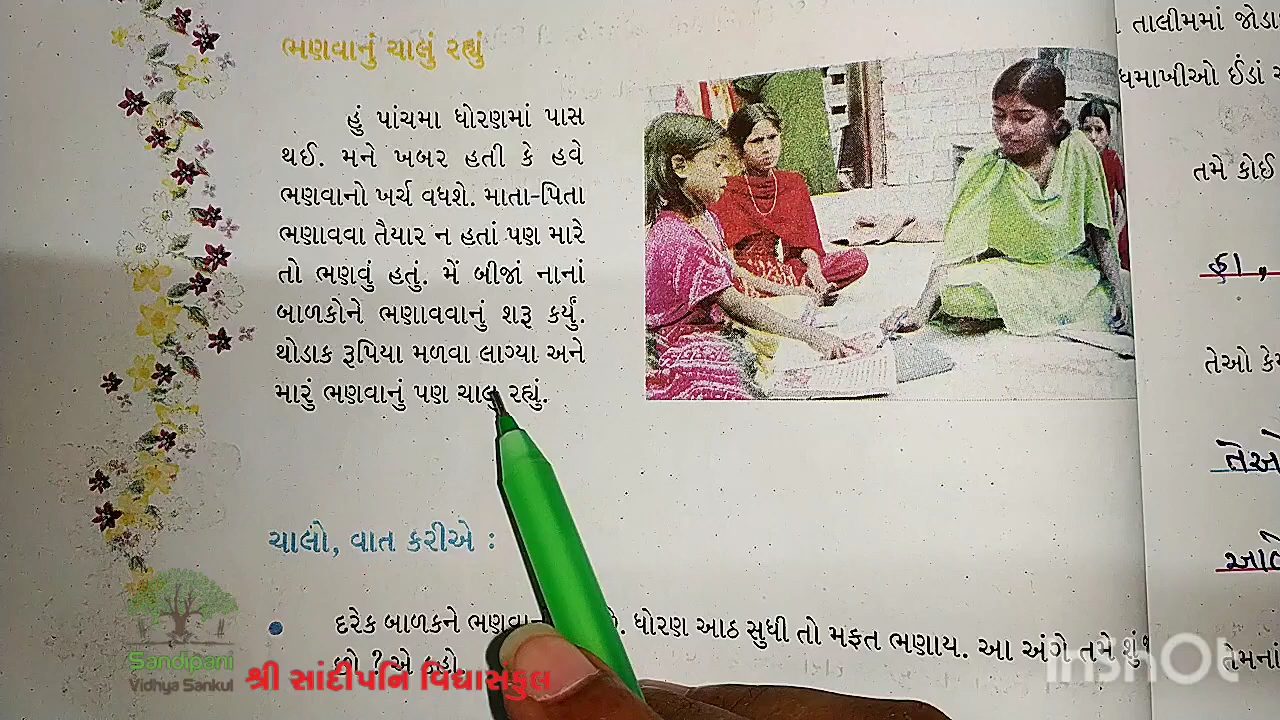 ભણવાનું ચાલું રહ્યું
હું પાંચમા ધોરણમાં પાસ
થઈ. મને ખબર હતી કે હવે
ભણવાનો ખર્ચ વધશે. માતા-પિતા
ભણાવવા તૈયાર ન હતાં પણ મારે
તો ભણવું હતું. મેં બીજાં નાનાં
બાળકોને ભણાવવાનું શરૂ કર્યું.
થોડાક રૂપિયા મળવા લાગ્યા અને
મારું ભણવાનું પણ ચાલુ રહ્યું.
ચાલો, વાત કરીએ :
દરેક બાળકને ધોરણ આઠ સુધી તો મફત ભણાય. આ અંગે તમે શું
છો ? એ કહો.
તાલીમમાં
ઈંડાં
તમે કોઈ
હા,
તેઓ
Sandipani
Vidhya Sankul
શ્રી સાંદીપનિ વિદ્યાસંકુલ
InShOt